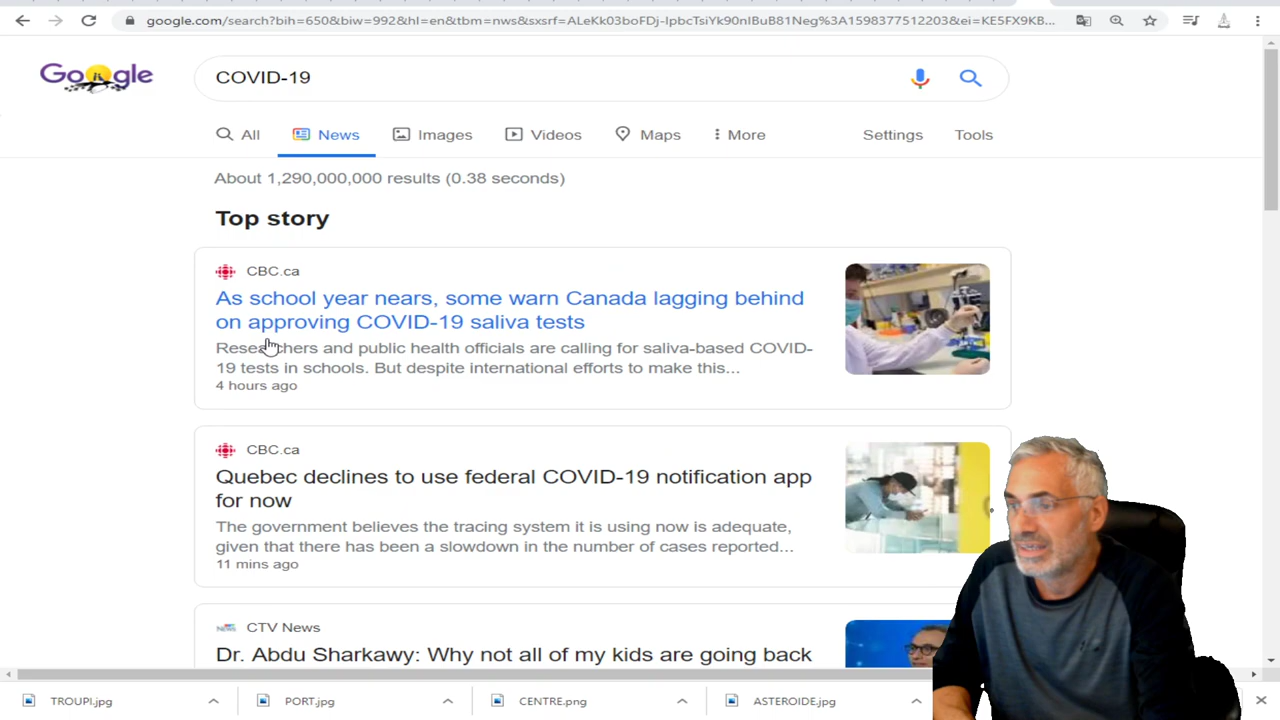 google.com/search?bih=650&biw=992&hl=en&tbm=nws&sxsrf=ALeKk03boFDj-IpbcTsiYk90nIBuB81Neg%3A1598377512203&ei=KE5FX9KB...
Google
COVID-19
All News Images Videos Maps More Settings Tools
About 1,290,000,000 results (0.38 seconds)
Top story
CBC.ca
As school year nears, some warn Canada lagging behind
on approving COVID-19 saliva tests
Researchers and public health officials are calling for saliva-based COVID-
19 tests in schools. But despite international efforts to make this...
4 hours ago
CBC.ca
Quebec declines to use federal COVID-19 notification app
for now
The government believes the tracing system it is using now is adequate,
given that there has been a slowdown in the number of cases reported...
11 mins ago
CTV News
Dr. Abdu Sharkawy: Why not all of my kids are going back
TROUPI.jpg PORT.jpg CENTRE.png ASTEROIDE.jpg